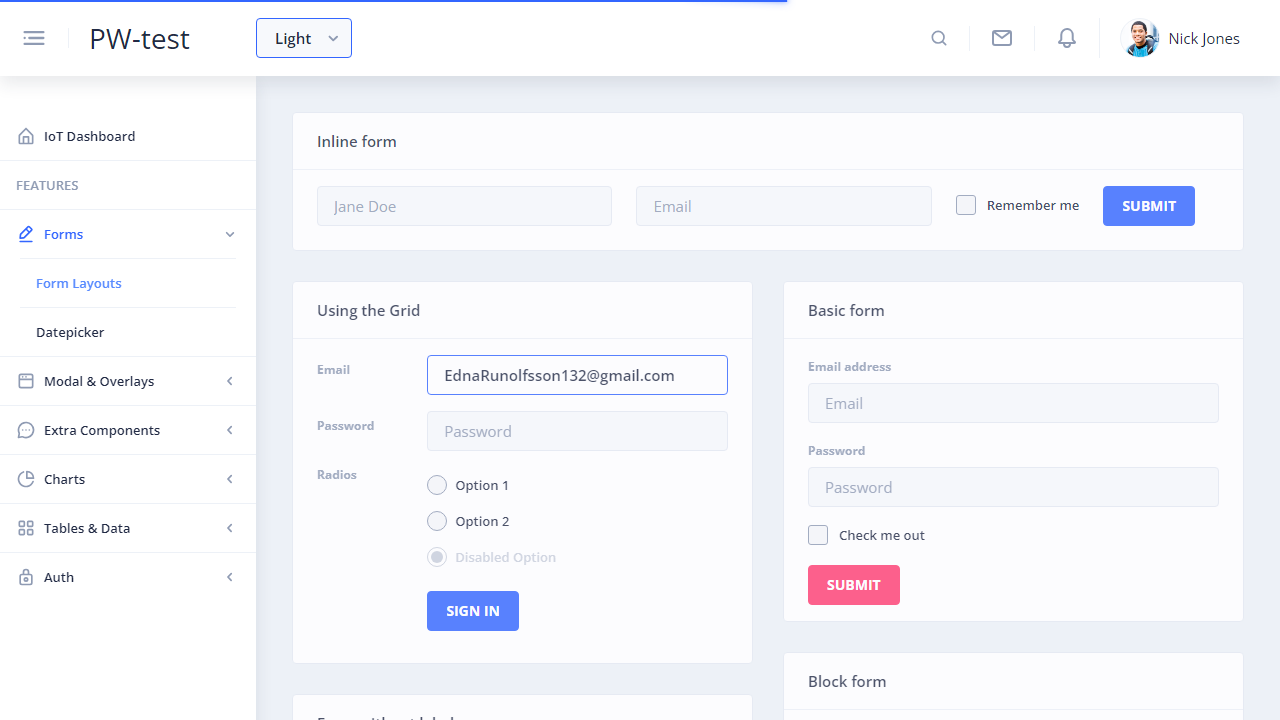 PW-test
Light
Nick Jones
IoT Dashboard
FEATURES
Forms
Form Layouts
Datepicker
Modal & Overlays
Extra Components
Charts
Tables & Data
Auth
Inline form
Jane Doe
Email
Remember me
SUBMIT
Using the Grid
Email
EdnaRunolfsson132@gmail.com
Password
Password
Radios
Option 1
Option 2
Disabled Option
SIGN IN
Basic form
Email address
Email
Password
Password
Check me out
SUBMIT
Block form